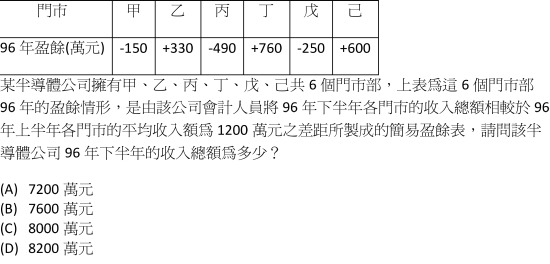 門市 甲 乙 丙 丁 戊 己
96 年盈餘(萬元) -150 +330 -490 +760 -250 +600
某半導體公司擁有甲、乙、丙、丁、戊、己共 6 個門市部，上表為這 6 個門市部
96 年的盈餘情形，是由該公司會計人員將 96 年下半年各門市的收入總額相較於 96
年上半年各門市的平均收入額為 1200 萬元之差距所製成的簡易盈餘表，請問該半
導體公司 96 年下半年的收入總額為多少？
(A) 7200 萬元
(B) 7600 萬元
(C) 8000 萬元
(D) 8200 萬元